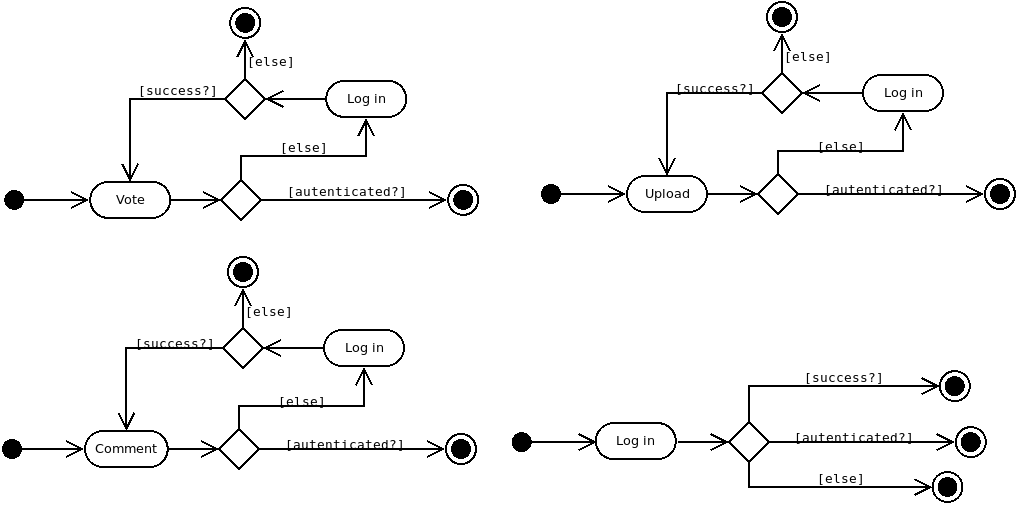 [else]
[success?]
Log in
[else]
Vote
[autenticated?]
[else]
[success?]
Log in
[else]
Upload
[autenticated?]
[else]
[success?]
Log in
[else]
Comment
[autenticated?]
[success?]
Log in
[autenticated?]
[else]